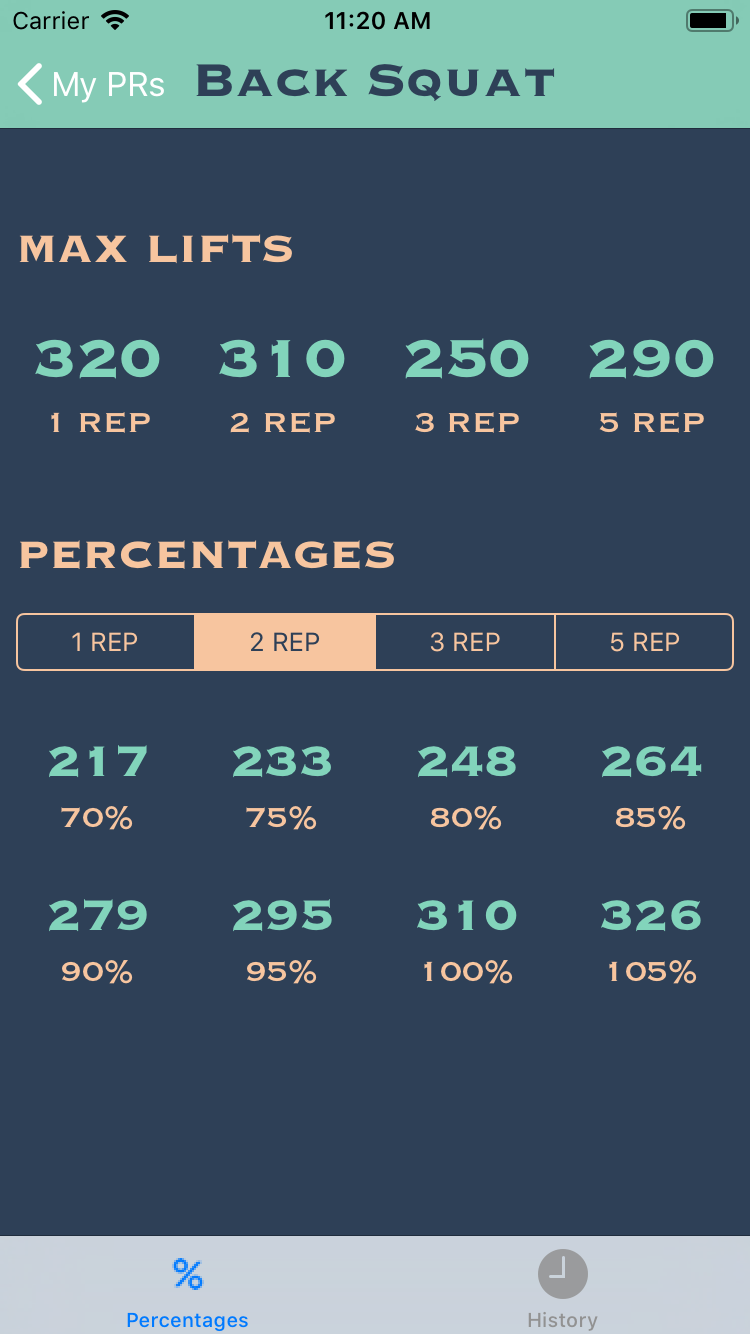 Carrier 11:20 AM
My PRs Back Squat
MAX LIFTS
320 310 250 290
1 REP 2 REP 3 REP 5 REP
PERCENTAGES
1 REP 2 REP 3 REP 5 REP
217 233 248 264
70% 75% 80% 85%
279 295 310 326
90% 95% 100% 105%
%
Percentages History